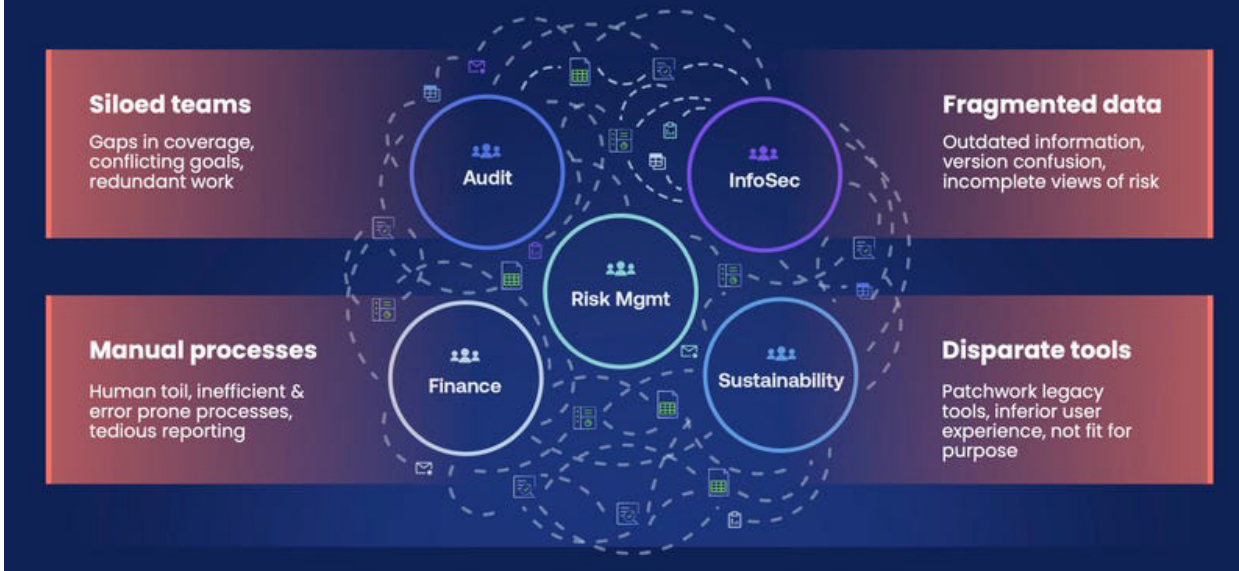 Siloed teams
Gaps in coverage,
conflicting goals,
redundant work
Audit
InfoSec
Fragmented data
Outdated information,
version confusion,
incomplete views of risk
Risk Mgmt
Manual processes
Human toil, inefficient &
error prone processes,
tedious reporting
Finance
Sustainability
Disparate tools
Patchwork legacy
tools, inferior user
experience, not fit for
purpose